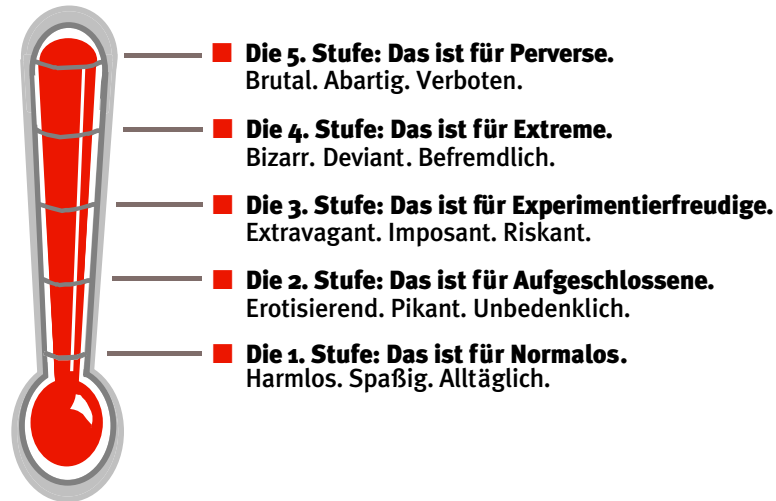 Die 5. Stufe: Das ist für Perverse.
Brutal. Abartig. Verboten.
Die 4. Stufe: Das ist für Extreme.
Bizarr. Deviant. Befremdlich.
Die 3. Stufe: Das ist für Experimentierfreudige.
Extravagant. Imposant. Riskant.
Die 2. Stufe: Das ist für Aufgeschlossene.
Erotisierend. Pikant. Unbedenklich.
Die 1. Stufe: Das ist für Normalos.
Harmlos. Spaßig. Alltäglich.